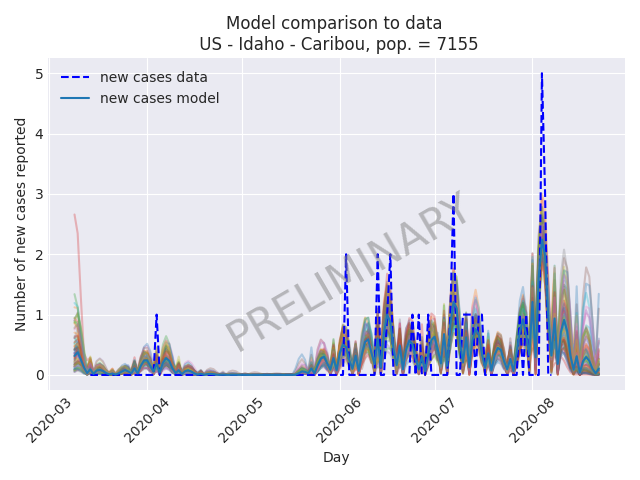 Model comparison to data
US - Idaho - Caribou, pop. = 7155
new cases data
new cases model
Number of new cases reported
5
4
3
2
1
0
PRELIMINARY
2020-03
2020-04
2020-05
2020-06
2020-07
2020-08
Day